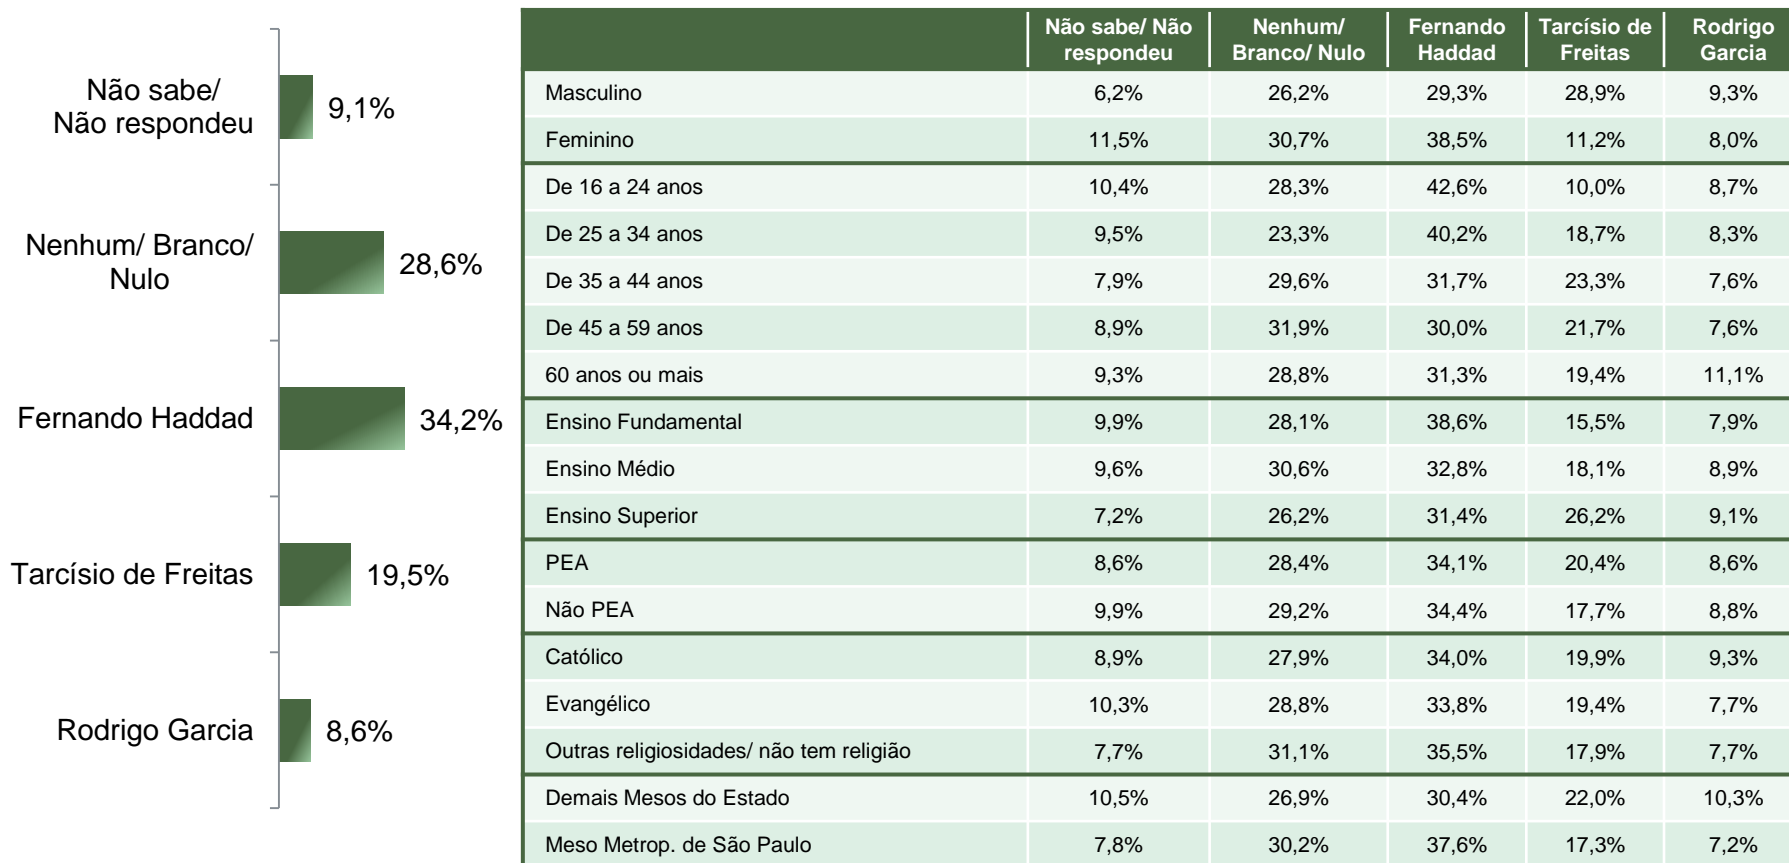 Não sabe/
Não respondeu
9,1%
Nenhum/ Branco/
Nulo
28,6%
Fernando Haddad
34,2%
Tarcísio de Freitas
19,5%
Rodrigo Garcia
8,6%
Não sabe/ Não respondeu Nenhum/ Branco/ Nulo Fernando Haddad Tarcísio de Freitas Rodrigo Garcia
Masculino 6,2% 26,2% 29,3% 28,9% 9,3%
Feminino 11,5% 30,7% 38,5% 11,2% 8,0%
De 16 a 24 anos 10,4% 28,3% 42,6% 10,0% 8,7%
De 25 a 34 anos 9,5% 23,3% 40,2% 18,7% 8,3%
De 35 a 44 anos 7,9% 29,6% 31,7% 23,3% 7,6%
De 45 a 59 anos 8,9% 31,9% 30,0% 21,7% 7,6%
60 anos ou mais 9,3% 28,8% 31,3% 19,4% 11,1%
Ensino Fundamental 9,9% 28,1% 38,6% 15,5% 7,9%
Ensino Médio 9,6% 30,6% 32,8% 18,1% 8,9%
Ensino Superior 7,2% 26,2% 31,4% 26,2% 9,1%
PEA 8,6% 28,4% 34,1% 20,4% 8,6%
Não PEA 9,9% 29,2% 34,4% 17,7% 8,8%
Católico 8,9% 27,9% 34,0% 19,9% 9,3%
Evangélico 10,3% 28,8% 33,8% 19,4% 7,7%
Outras religiosidades/ não tem religião 7,7% 31,1% 35,5% 17,9% 7,7%
Demais Mesos do Estado 10,5% 26,9% 30,4% 22,0% 10,3%
Meso Metrop. de São Paulo 7,8% 30,2% 37,6% 17,3% 7,2%